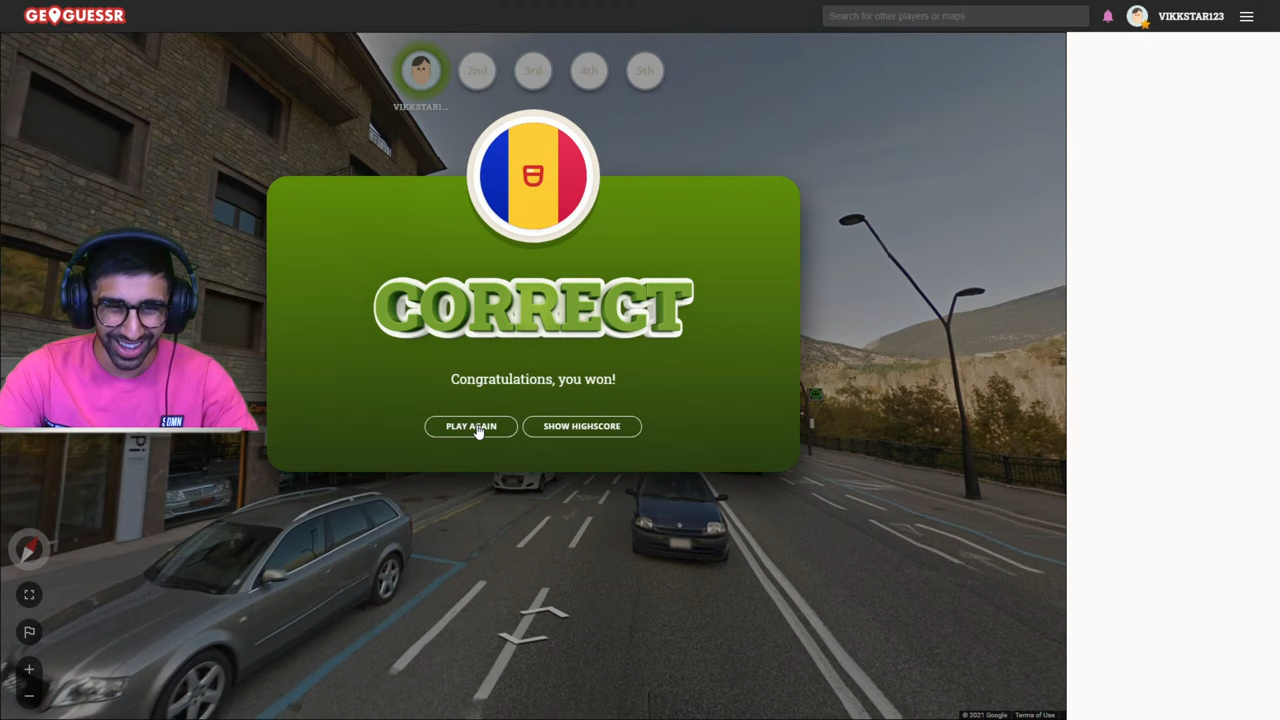 GEOGUESSR
Search for other players or maps
VIKKSTAR123
2nd
3rd
4th
5th
VIKKSTAR1...
CORRECT
Congratulations, you won!
PLAY AGAIN
SHOW HIGHSCORE
SDMN
© 2021 Google
Terms of Use